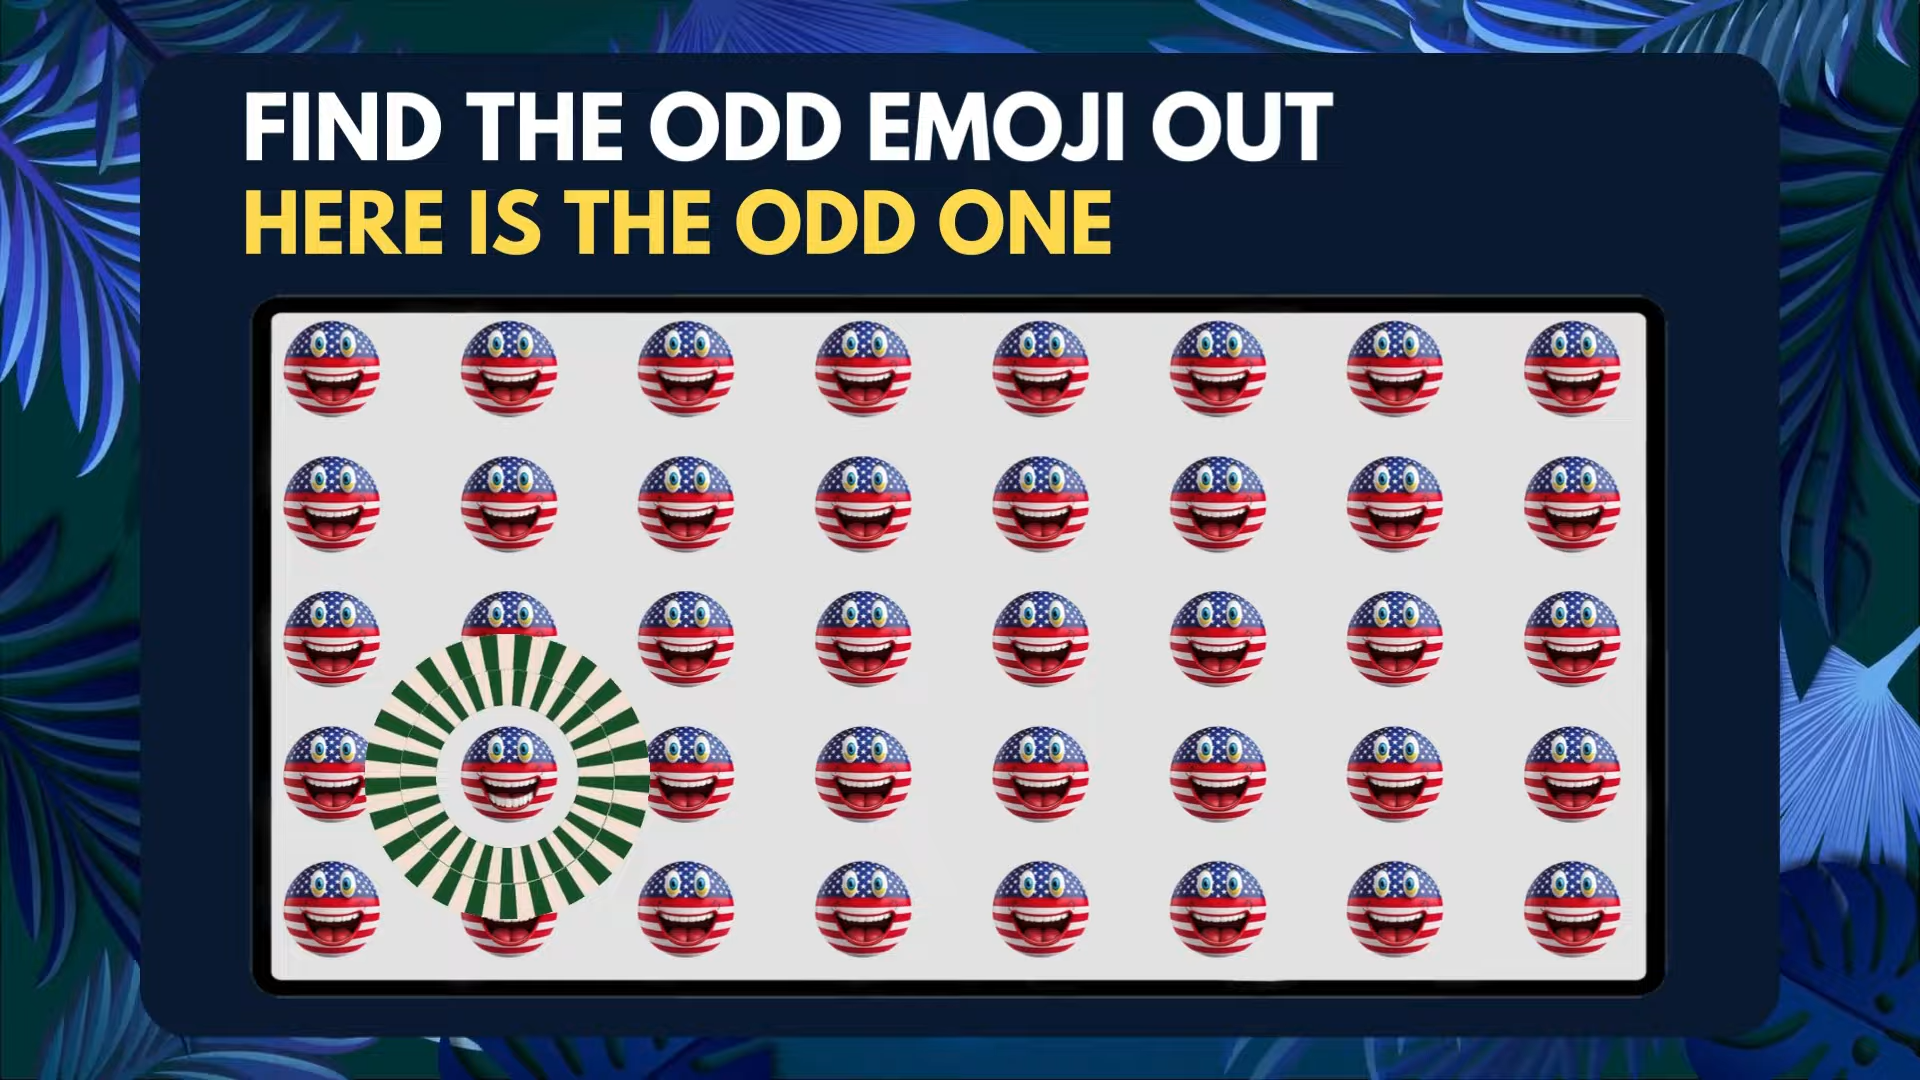 FIND THE ODD EMOJI OUT
HERE IS THE ODD ONE